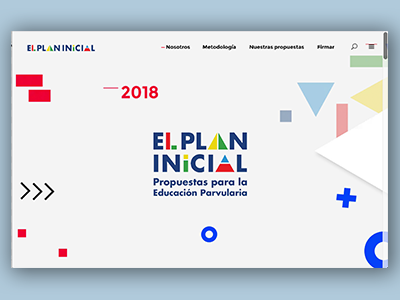 EL PLAN INICIAL
Nosotros Metodología Nuestras propuestas Firmar
2018
EL PLAN
INICIAL
Propuestas para la
Educación Parvularia